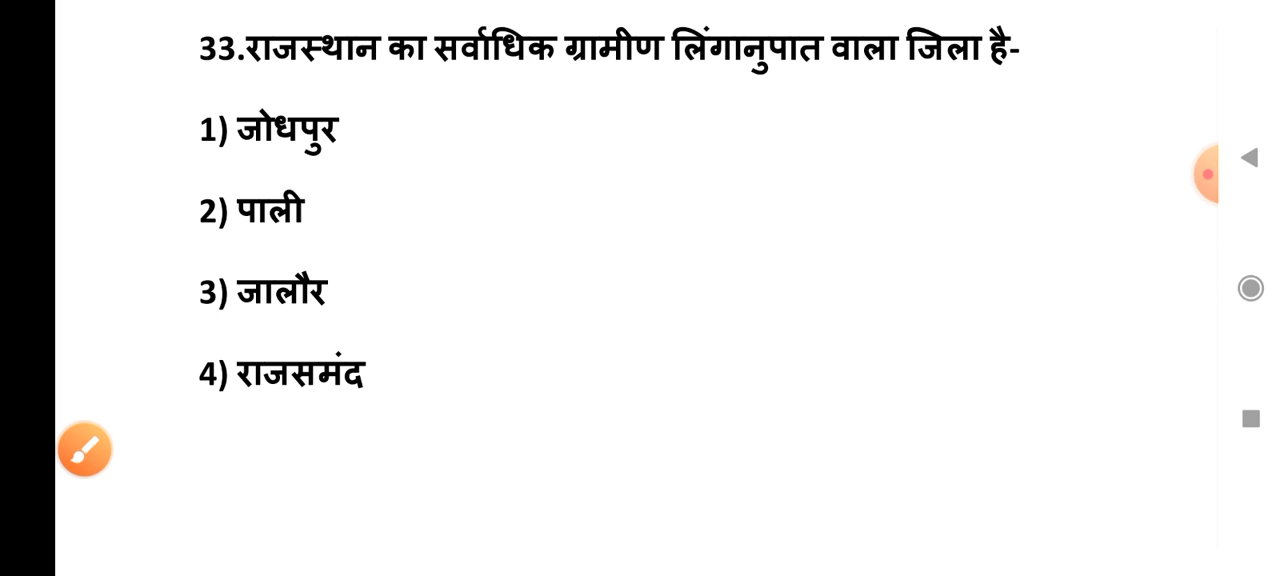 33.राजस्थान का सर्वाधिक ग्रामीण लिंगानुपात वाला जिला है-
1) जोधपुर
2) पाली
3) जालौर
4) राजसमंद